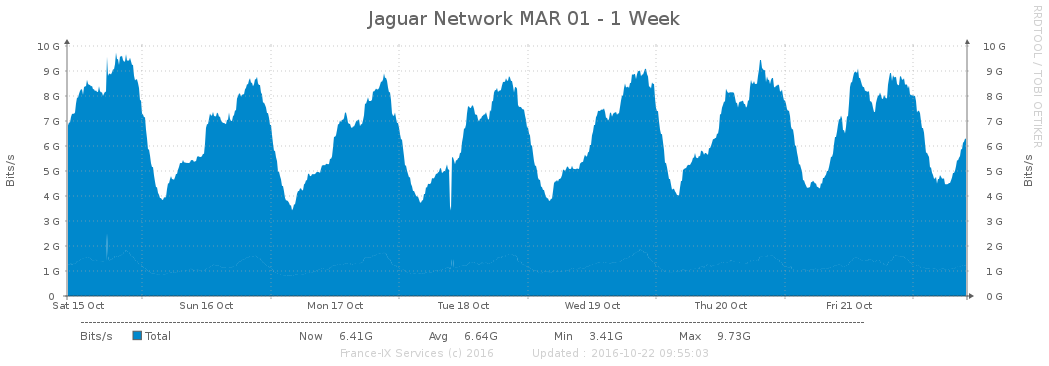 Jaguar Network MAR 01 - 1 Week
RRDTOOL / TOBI OETIKER
Bits/s
10 G
9 G
8 G
7 G
6 G
5 G
4 G
3 G
2 G
1 G
0
10 G
9 G
8 G
7 G
6 G
5 G
4 G
3 G
2 G
1 G
0 G
Bits/s
Sat 15 Oct Sun 16 Oct Mon 17 Oct Tue 18 Oct Wed 19 Oct Thu 20 Oct Fri 21 Oct
Bits/s Total Now 6.41G Avg 6.64G Min 3.41G Max 9.73G
France-IX Services (c) 2016 Updated : 2016-10-22 09:55:03